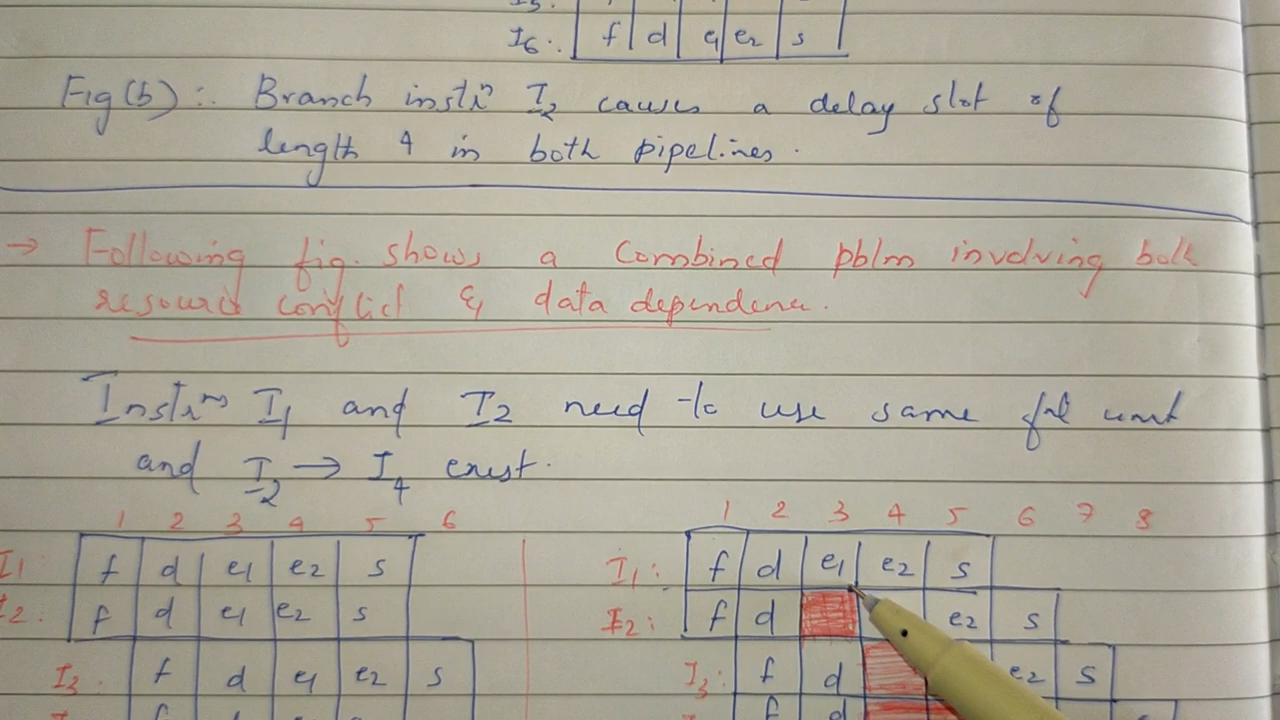 I6:. f d e1 e2 s
Fig(b):. Branch instrn I2 causes a delay slot of
length 4 in both pipelines.
→ Following fig. shows a combined pblm involving both
resource conflict & data dependence.
Instrns I1 and I2 need to use same fnl unit
and I2 → I4 exist.
1 2 3 4 5 6
I1 f d e1 e2 s
I2: f d e1 e2 s
I3: f d e1 e2 s
1 2 3 4 5 6 7 8
I1: f d e1 e2 s
I2: f d e2 s
I3: f d e2 s
f d